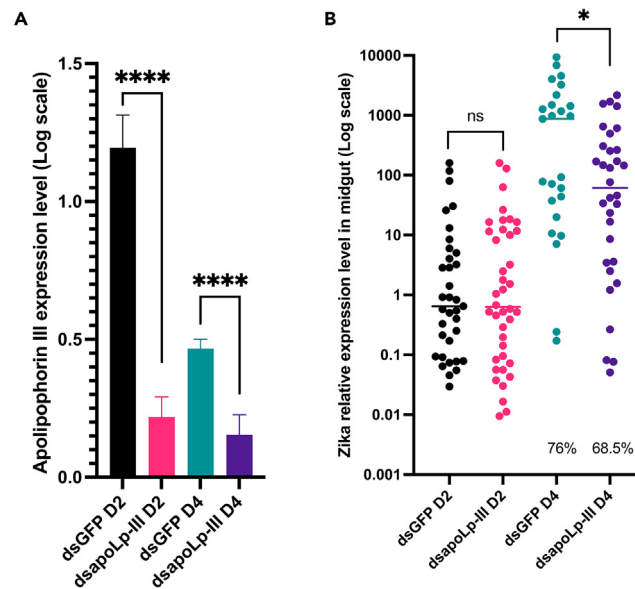 A
Apolipophorin III expression level (Log scale)
1.5
1.0
0.5
0.0
****
****
dsGFP D2
dsapoLp-III D2
dsGFP D4
dsapoLp-III D4
B
Zika relative expression level in midgut (Log scale)
10000
1000
100
10
1
0.1
0.01
0.001
ns
*
76%
68.5%
dsGFP D2
dsapoLp-III D2
dsGFP D4
dsapoLp-III D4